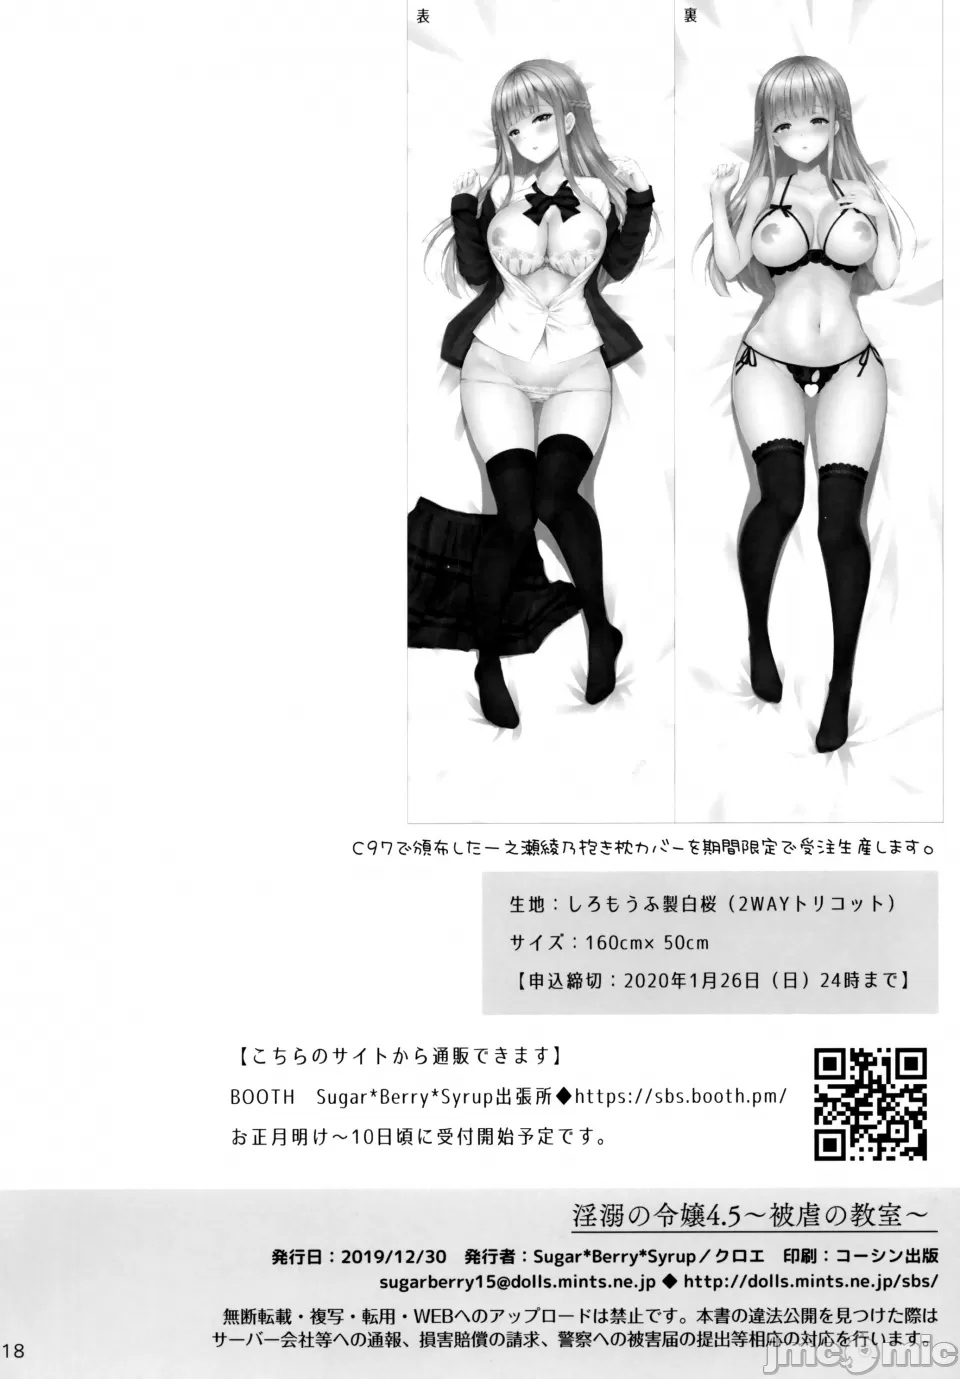 表
裏
C97で頒布した一之瀬綾乃抱き枕カバーを期間限定で受注生産します。
生地：しろもうふ製白桜（2WAYトリコット）
サイズ：160cm× 50cm
【申込締切：2020年1月26日（日）24時まで】
【こちらのサイトから通販できます】
BOOTH　Sugar*Berry*Syrup出張所◆https://sbs.booth.pm/
お正月明け～10日頃に受付開始予定です。
淫溺の令嬢4.5～被虐の教室～
発行日：2019/12/30　発行者：Sugar*Berry*Syrup／クロエ　印刷：コーシン出版
sugarberry15@dolls.mints.ne.jp ◆ http://dolls.mints.ne.jp/sbs/
無断転載・複写・転用・WEBへのアップロードは禁止です。本書の違法公開を見つけた際は
サーバー会社等への通報、損害賠償の請求、警察への被害届の提出等相応の対応を行います。
18
jmcomic